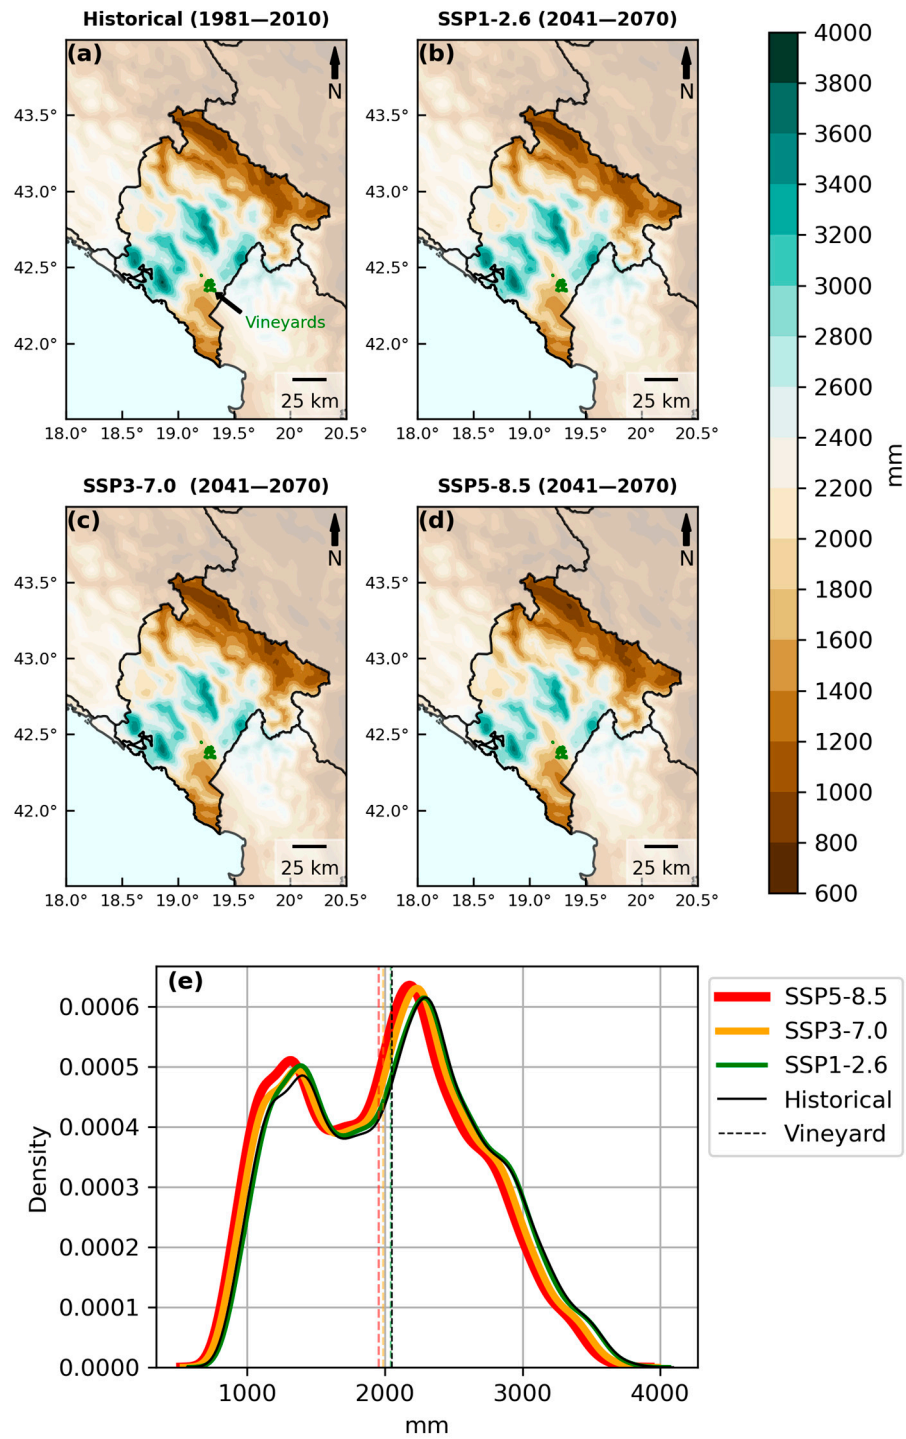 Historical (1981—2010)
SSP1-2.6 (2041—2070)
(a)
N
43.5°
43.0°
42.5°
42.0°
Vineyards
25 km
18.0° 18.5° 19.0° 19.5° 20° 20.5°
(b)
N
43.5°
43.0°
42.5°
42.0°
25 km
18.0° 18.5° 19.0° 19.5° 20° 20.5°
SSP3-7.0 (2041—2070)
SSP5-8.5 (2041—2070)
(c)
N
43.5°
43.0°
42.5°
42.0°
25 km
18.0° 18.5° 19.0° 19.5° 20° 20.5°
(d)
N
43.5°
43.0°
42.5°
42.0°
25 km
18.0° 18.5° 19.0° 19.5° 20° 20.5°
4000
3800
3600
3400
3200
3000
2800
2600
2400
2200
2000
1800
1600
1400
1200
1000
800
600
mm
(e)
Density
0.0006
0.0005
0.0004
0.0003
0.0002
0.0001
0.0000
1000 2000 3000 4000
mm
SSP5-8.5
SSP3-7.0
SSP1-2.6
Historical
Vineyard